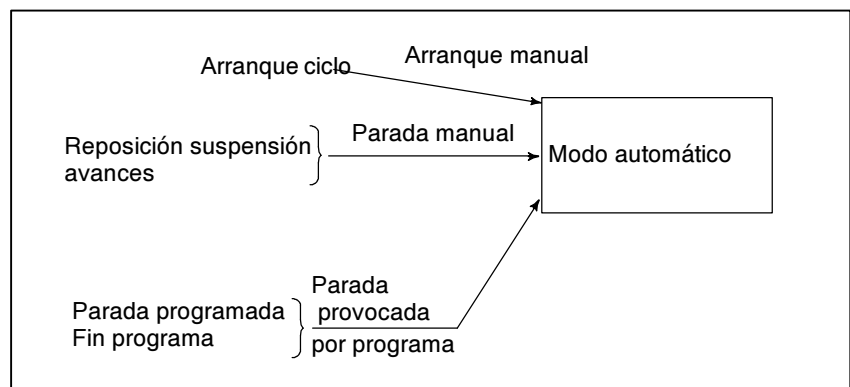 Arranque ciclo
Arranque manual
Reposición suspensión
avances
Parada manual
Modo automático
Parada programada
Fin programa
Parada
provocada
por programa